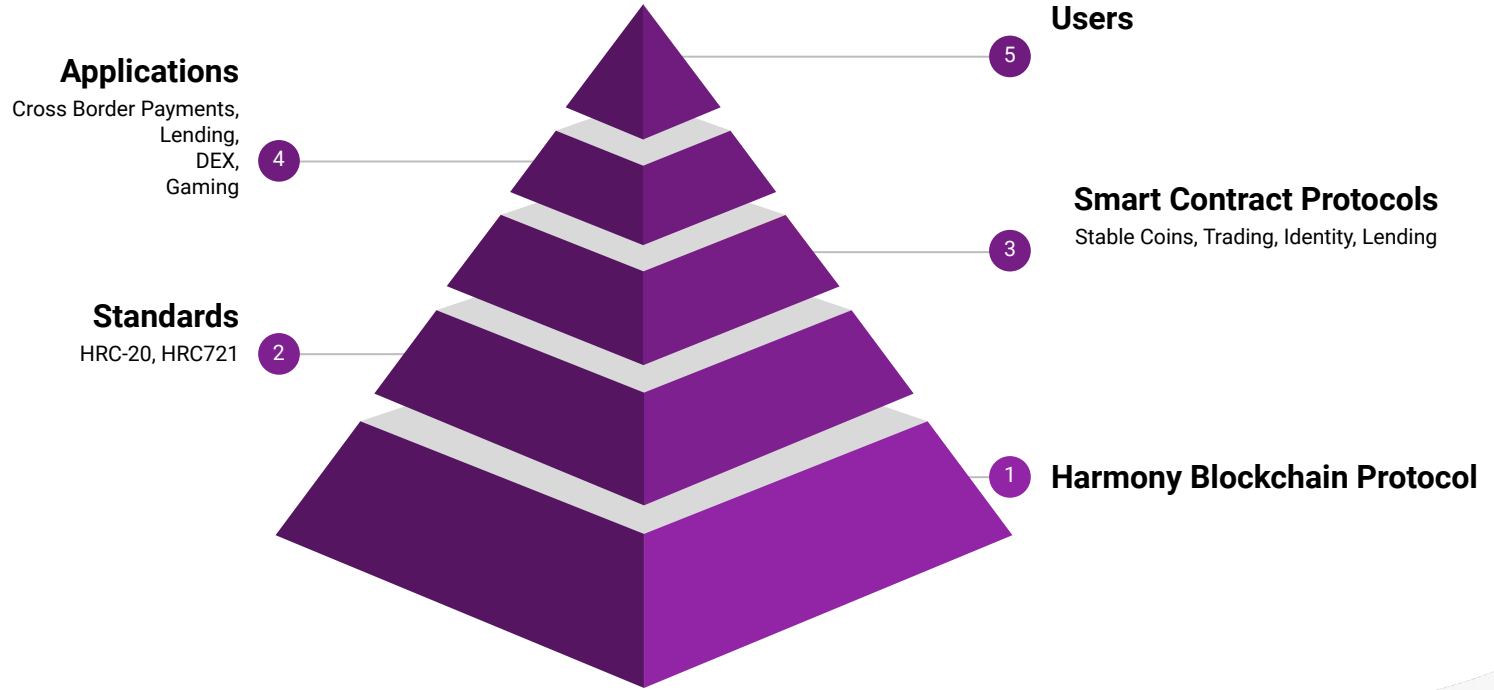 Users
5
Applications
Cross Border Payments,
Lending,
DEX,
Gaming
4
Smart Contract Protocols
Stable Coins, Trading, Identity, Lending
3
Standards
HRC-20, HRC721
2
1
Harmony Blockchain Protocol